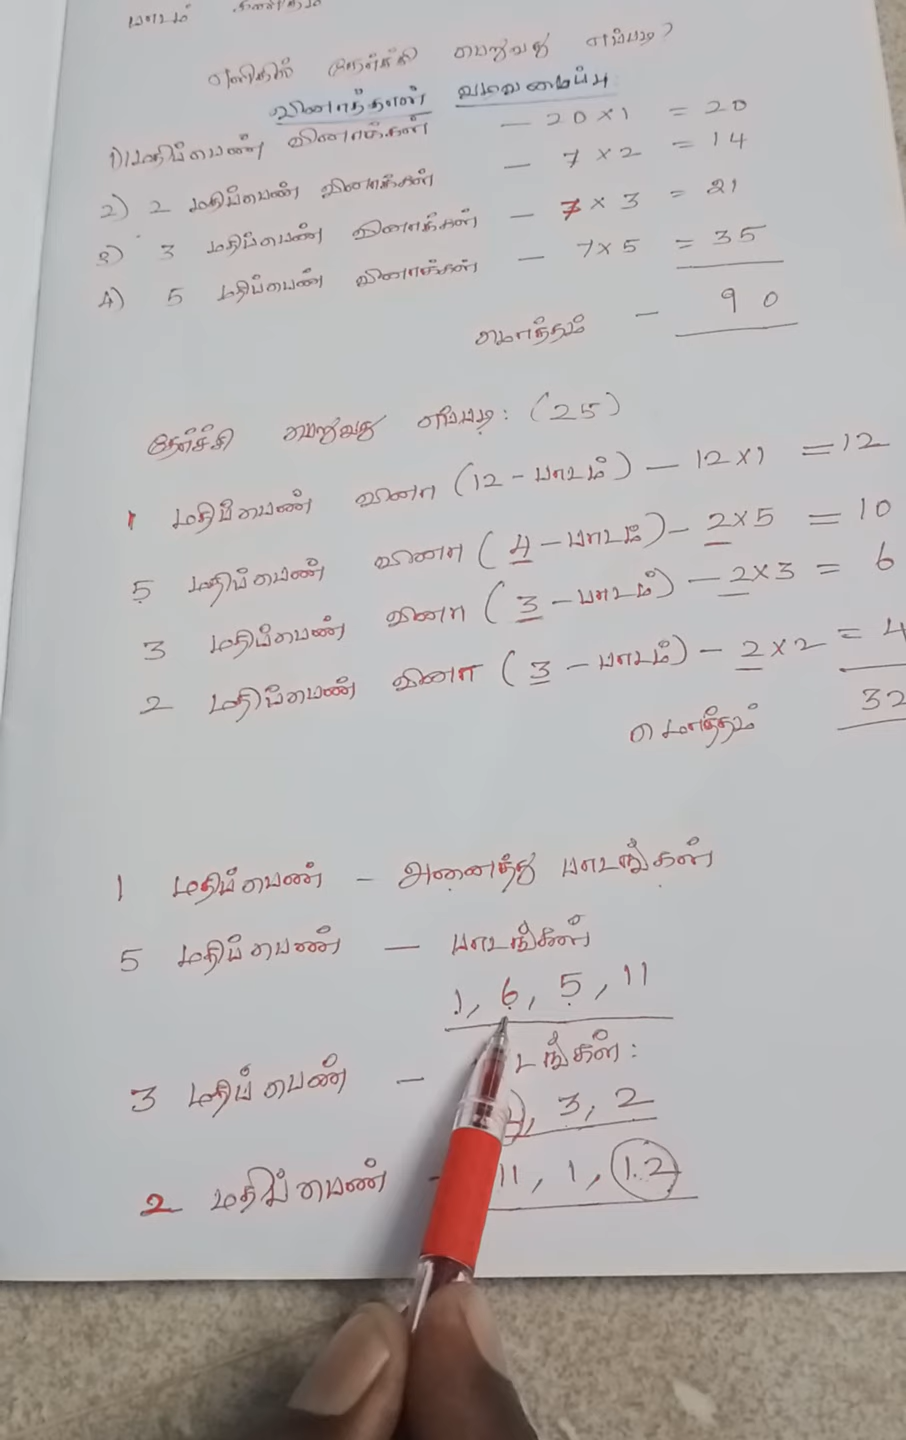 பாடம் கணிதம்
எளிதில் தேர்ச்சி பெறுவது எப்படி?
வினாத்தாள் வடிவமைப்பு
1) 1 மதிப்பெண் வினாக்கள் - 20 × 1 = 20
2) 2 மதிப்பெண் வினாக்கள் - 7 × 2 = 14
3) 3 மதிப்பெண் வினாக்கள் - 7 × 3 = 21
4) 5 மதிப்பெண் வினாக்கள் - 7 × 5 = 35
மொத்தம் - 90
தேர்ச்சி பெறுவது எப்படி: (25)
1 மதிப்பெண் வினா (12 - பாடம்) - 12 × 1 = 12
5 மதிப்பெண் வினா (4 - பாடம்) - 2 × 5 = 10
3 மதிப்பெண் வினா (3 - பாடம்) - 2 × 3 = 6
2 மதிப்பெண் வினா (3 - பாடம்) - 2 × 2 = 4
மொத்தம் 32
1 மதிப்பெண் - அனைத்து பாடங்கள்
5 மதிப்பெண் - பாடங்கள்
1, 6, 5, 11
3 மதிப்பெண் - டங்கள்:
, 3, 2
2 மதிப்பெண் - 11, 1, 12